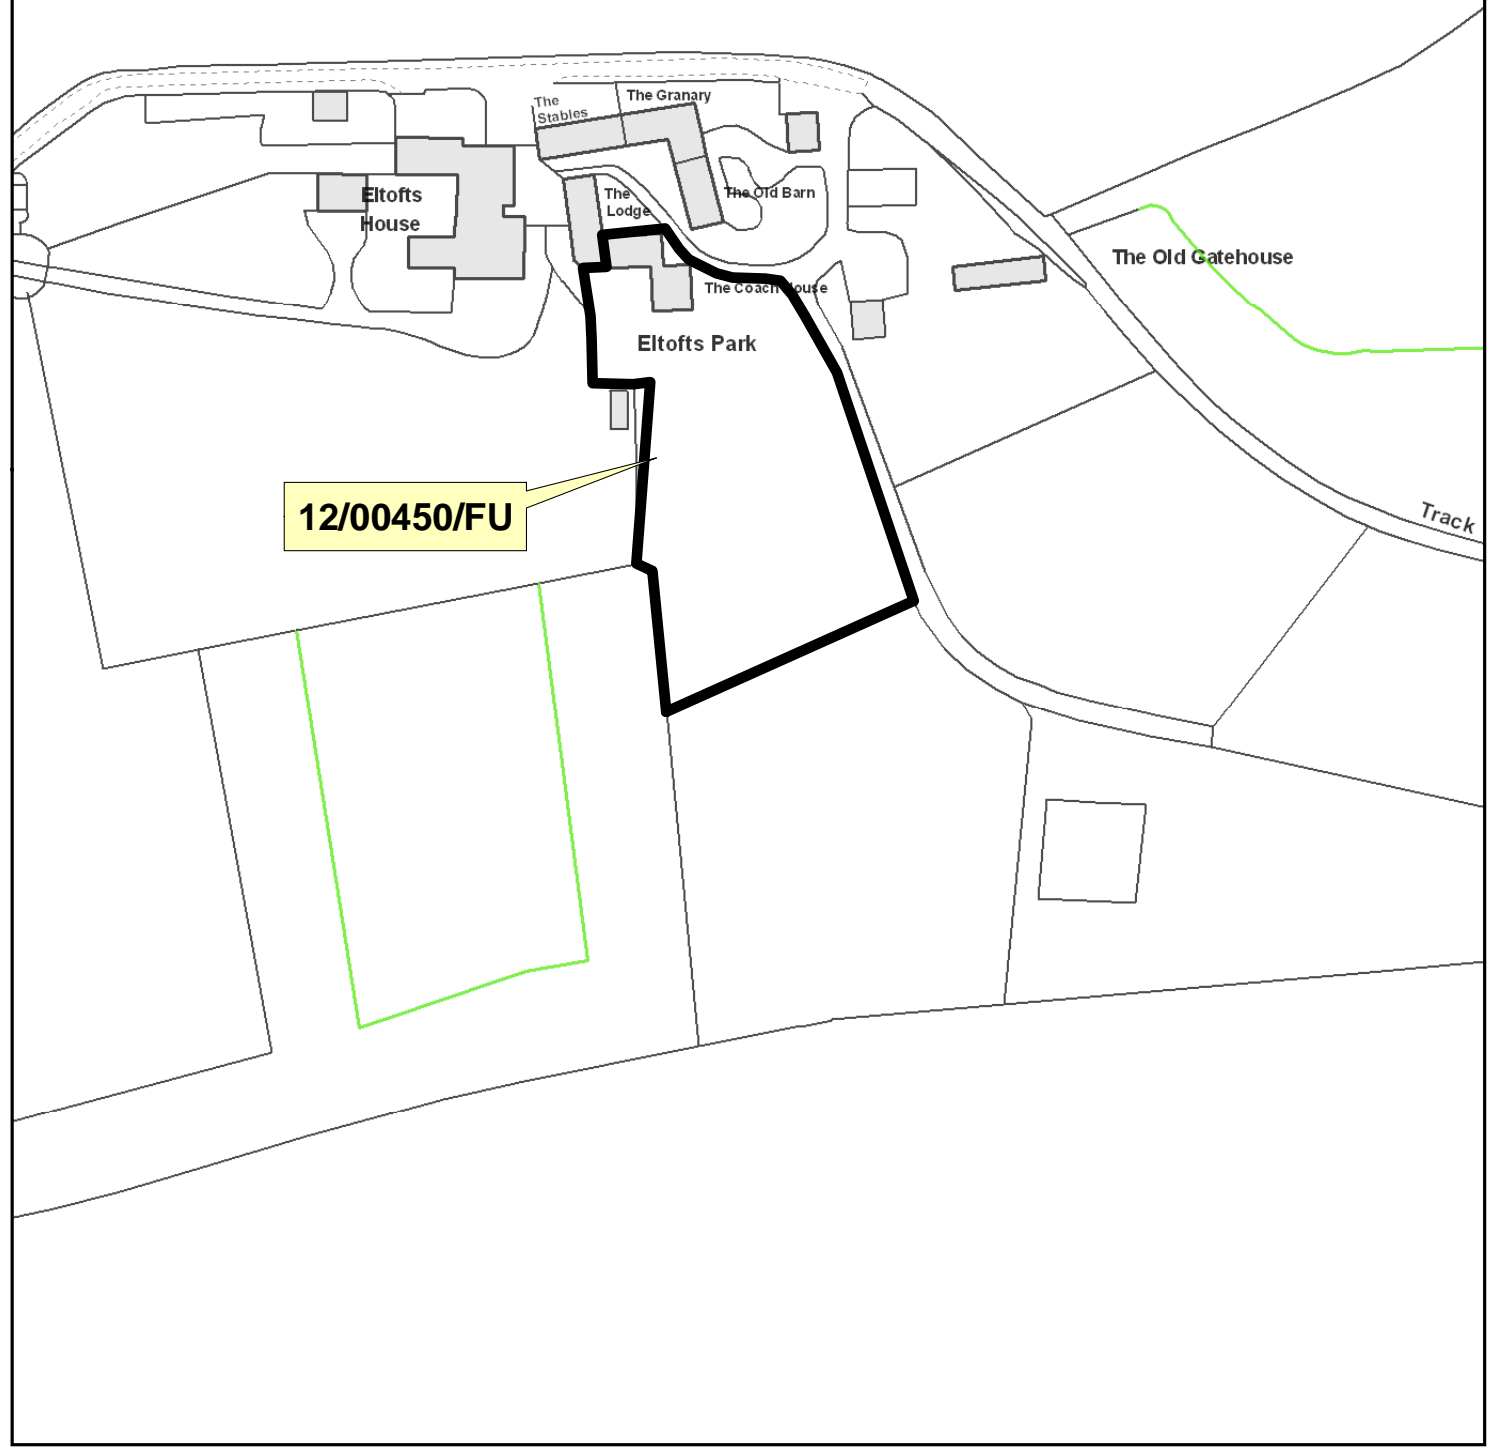 The Granary
The
Stables
Eltofts
House
The
Lodge
The Old Barn
The Old Gatehouse
The Coach House
Eltofts Park
12/00450/FU
Track